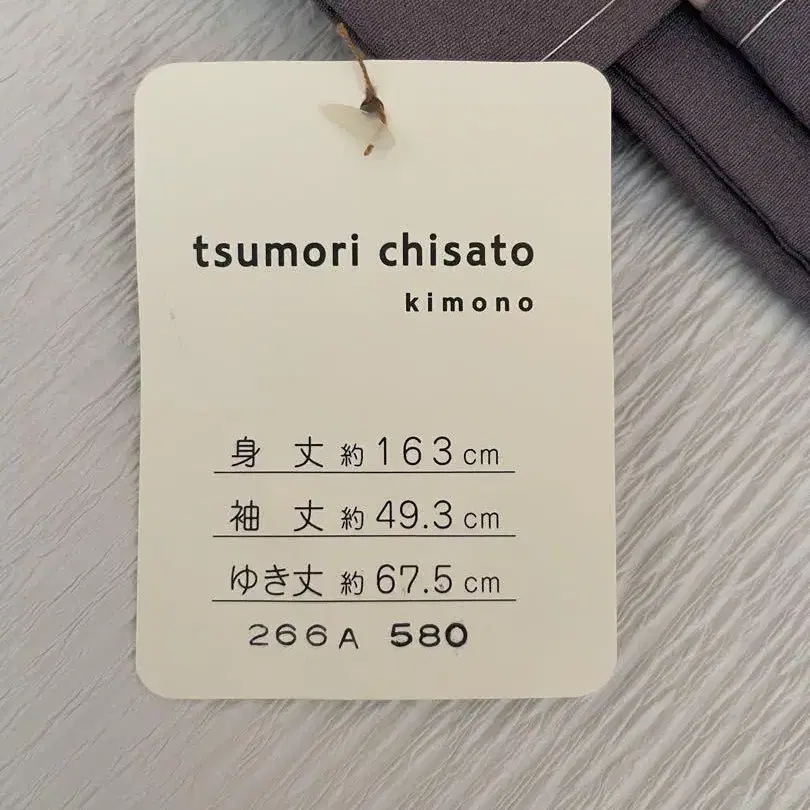 tsumori chisato
kimono
身 丈 約 163 cm
袖 丈 約 49.3 cm
ゆき丈 約 67.5 cm
266A 580